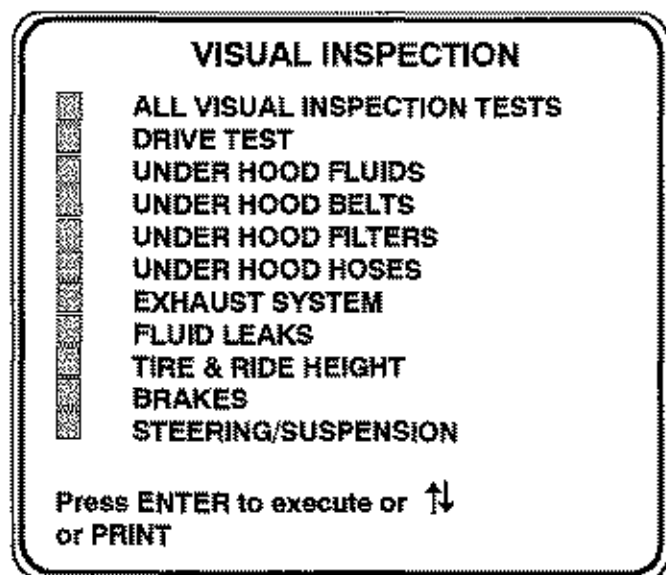 VISUAL INSPECTION
ALL VISUAL INSPECTION TESTS
DRIVE TEST
UNDER HOOD FLUIDS
UNDER HOOD BELTS
UNDER HOOD FILTERS
UNDER HOOD HOSES
EXHAUST SYSTEM
FLUID LEAKS
TIRE & RIDE HEIGHT
BRAKES
STEERING/SUSPENSION
Press ENTER to execute or ↑↓
or PRINT